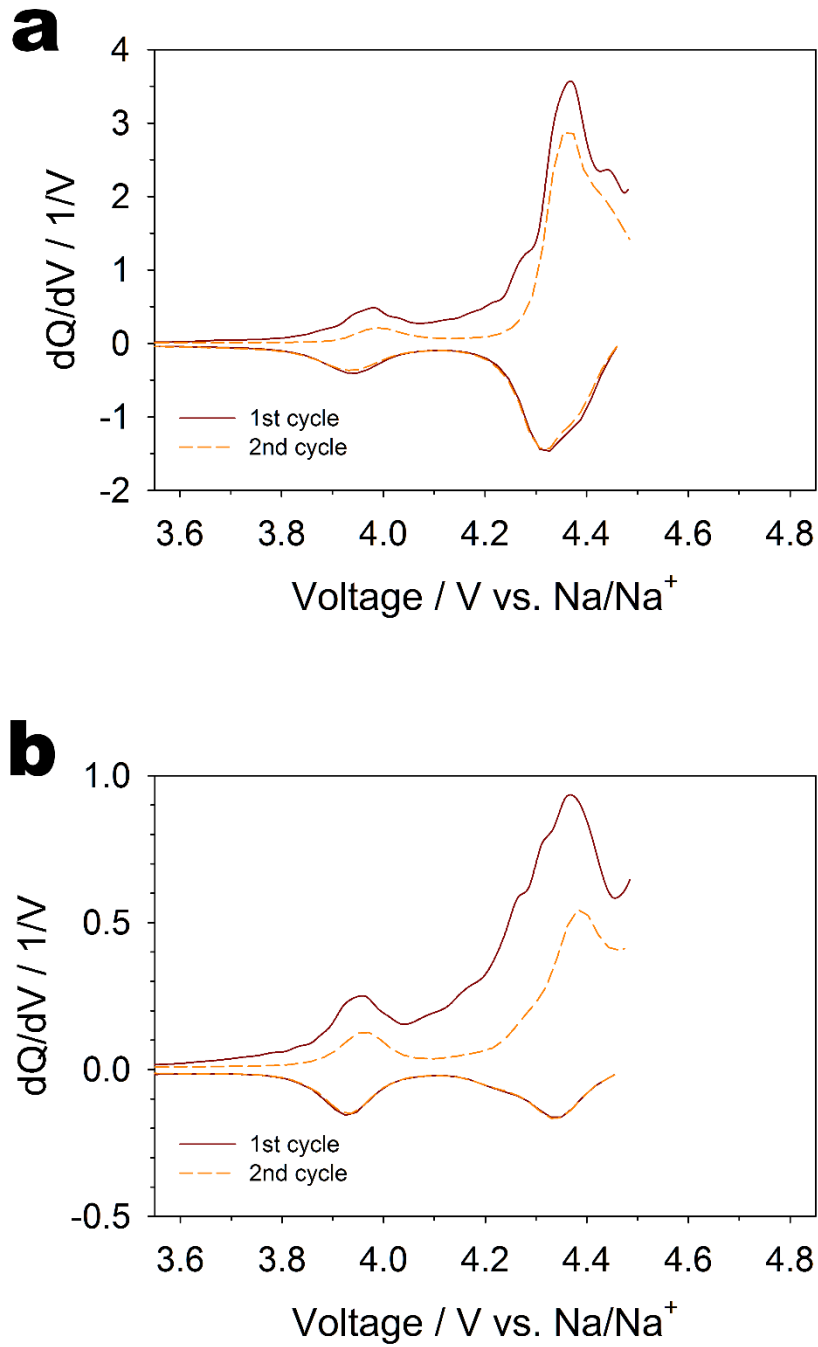 a
4
3
2
1
0
-1
-2
dQ/dV / 1/V
1st cycle
2nd cycle
3.6 3.8 4.0 4.2 4.4 4.6 4.8
Voltage / V vs. Na/Na⁺
b
1.0
0.5
0.0
-0.5
dQ/dV / 1/V
1st cycle
2nd cycle
3.6 3.8 4.0 4.2 4.4 4.6 4.8
Voltage / V vs. Na/Na⁺